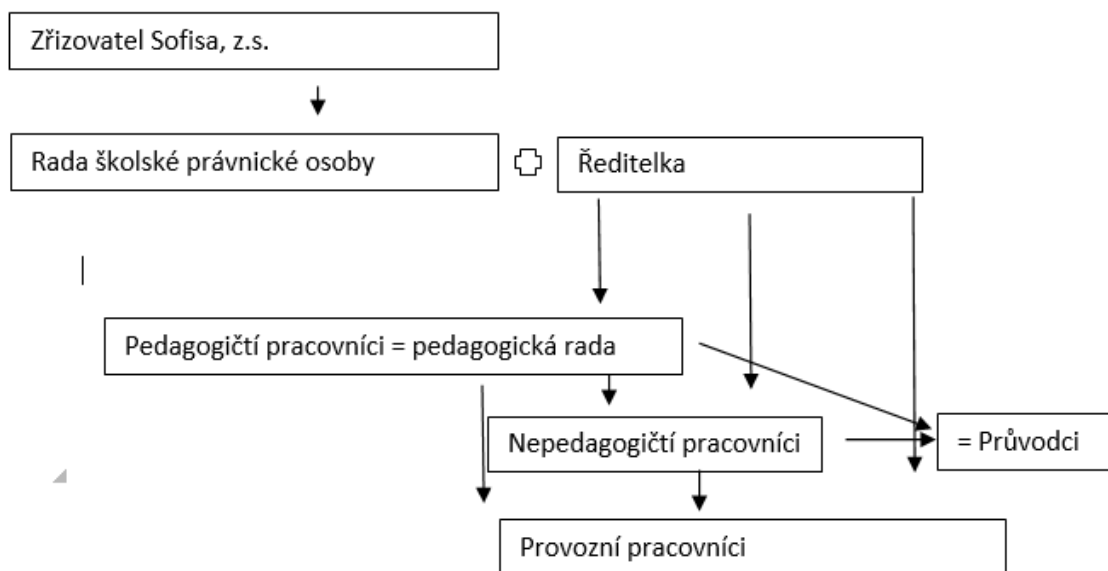 Zřizovatel Sofisa, z.s.
Rada školské právnické osoby
Ředitelka
Pedagogičtí pracovníci = pedagogická rada
Nepedagogičtí pracovníci
= Průvodci
Provozní pracovníci